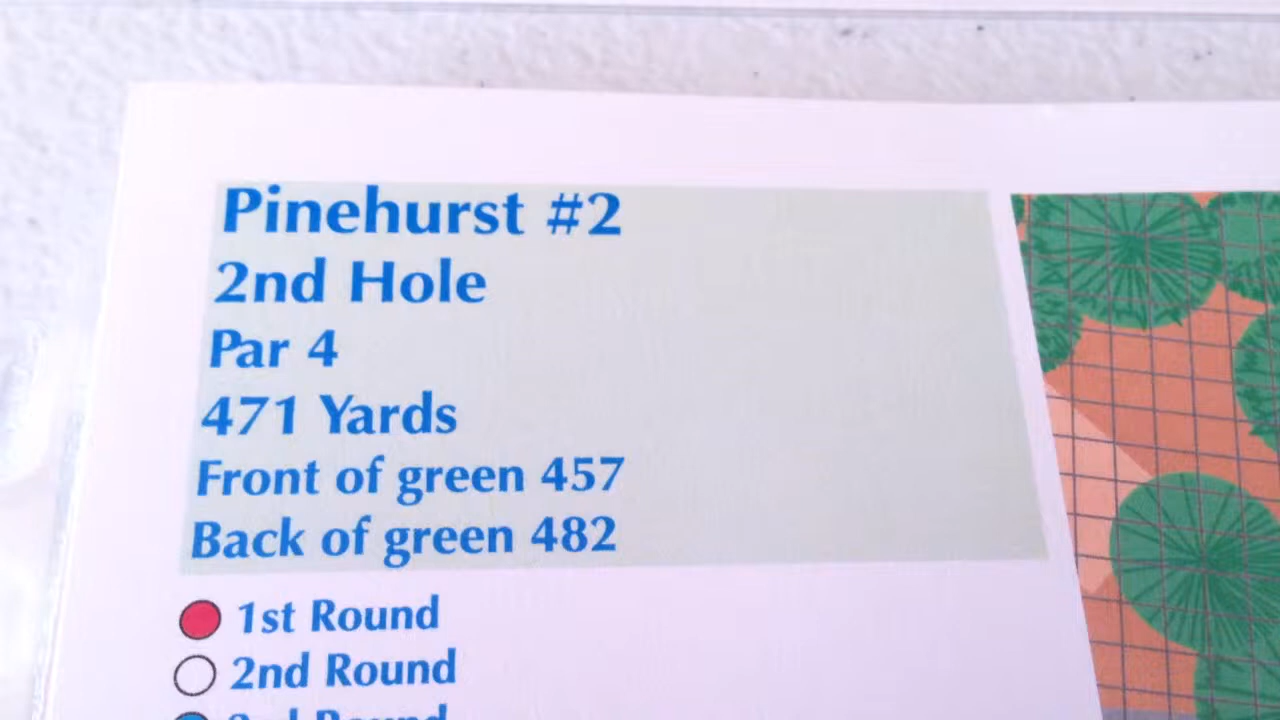 Pinehurst #2
2nd Hole
Par 4
471 Yards
Front of green 457
Back of green 482
1st Round
2nd Round
Round